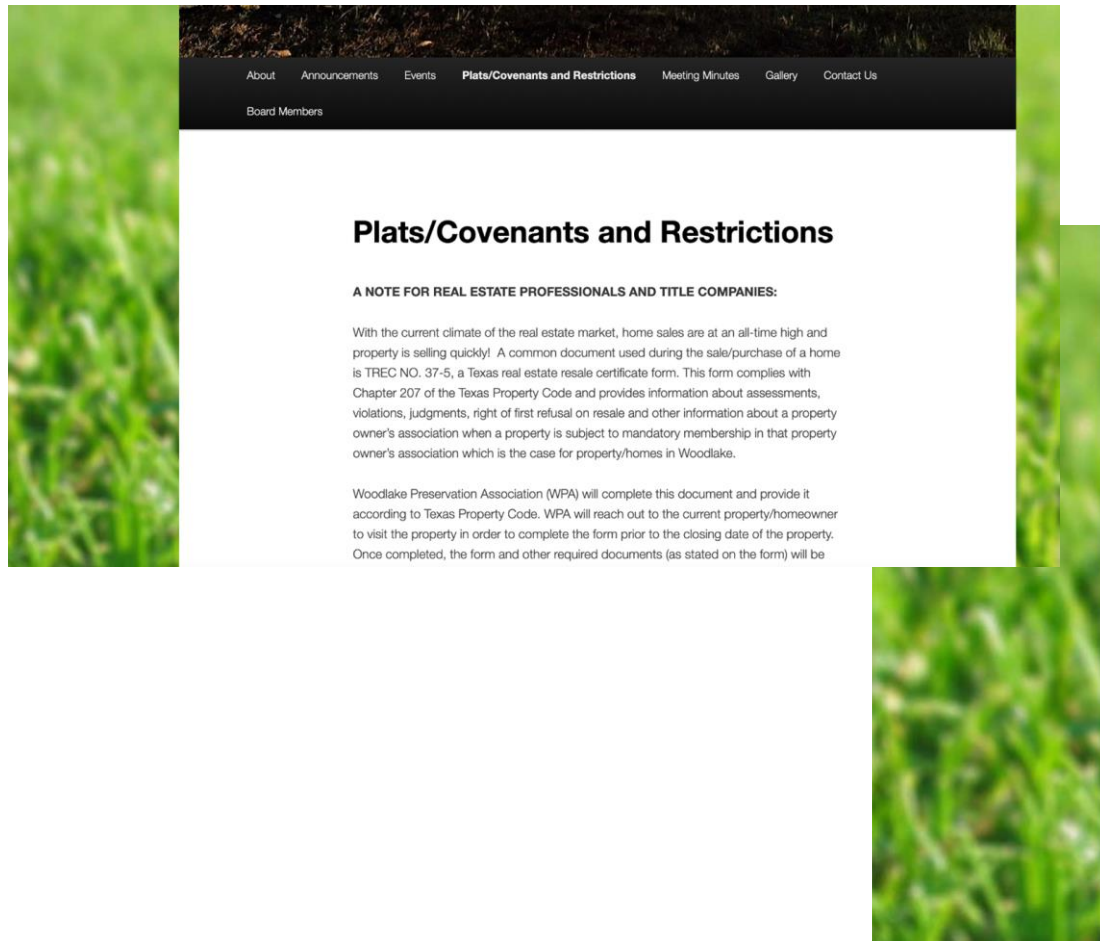 About Announcements Events Plats/Covenants and Restrictions Meeting Minutes Gallery Contact Us
Board Members
Plats/Covenants and Restrictions
A NOTE FOR REAL ESTATE PROFESSIONALS AND TITLE COMPANIES:
With the current climate of the real estate market, home sales are at an all-time high and
property is selling quickly!  A common document used during the sale/purchase of a home
is TREC NO. 37-5, a Texas real estate resale certificate form. This form complies with
Chapter 207 of the Texas Property Code and provides information about assessments,
violations, judgments, right of first refusal on resale and other information about a property
owner's association when a property is subject to mandatory membership in that property
owner's association which is the case for property/homes in Woodlake.
Woodlake Preservation Association (WPA) will complete this document and provide it
according to Texas Property Code. WPA will reach out to the current property/homeowner
to visit the property in order to complete the form prior to the closing date of the property.
Once completed, the form and other required documents (as stated on the form) will be